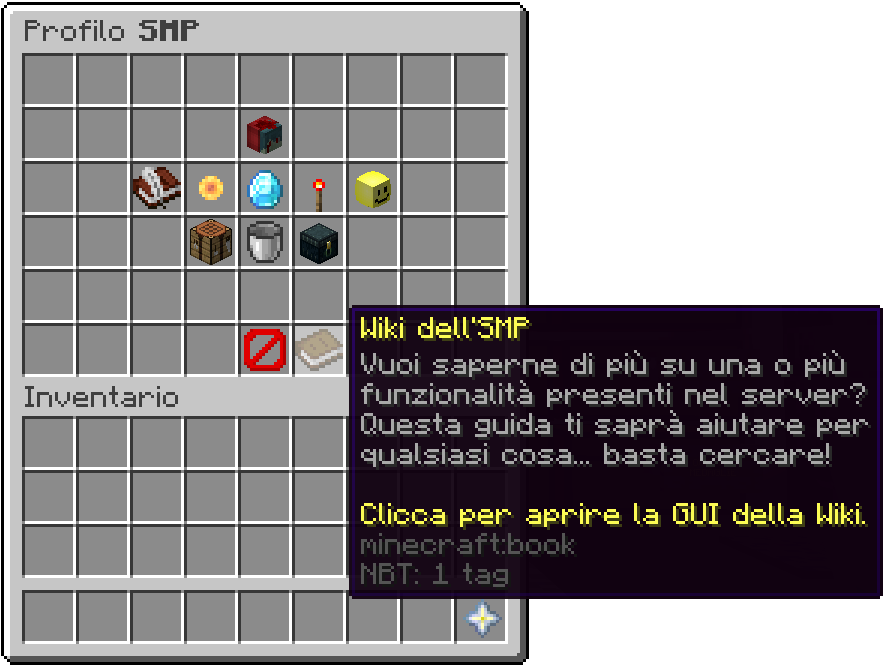 Profilo SMP
Wiki dell'SMP
Vuoi saperne di più su una o più
funzionalità presenti nel server?
Questa guida ti saprà aiutare per
qualsiasi cosa... basta cercare!
Clicca per aprire la GUI della Wiki.
minecraft:book
NBT: 1 tag
Inventario